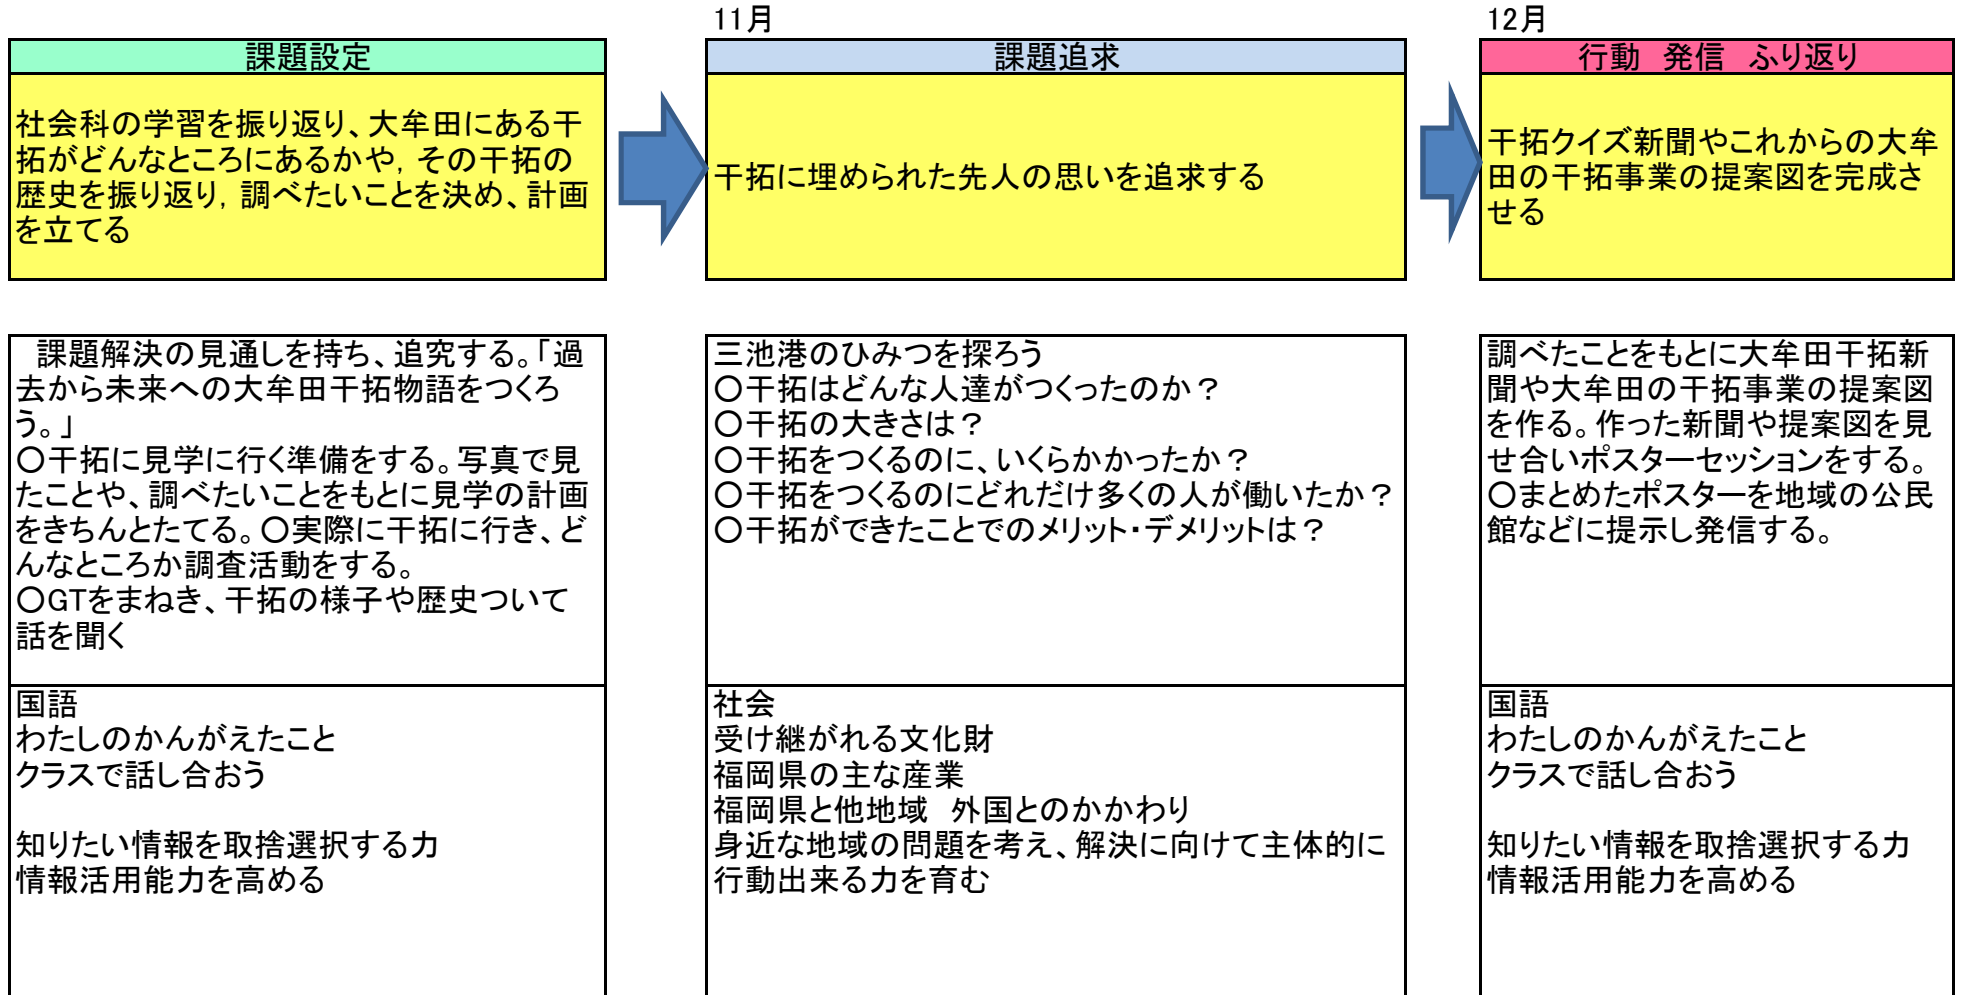 11月
12月
課題設定
社会科の学習を振り返り、大牟田にある干
拓がどんなところにあるかや,その干拓の
歴史を振り返り,調べたいことを決め、計画
を立てる
課題追求
干拓に埋められた先人の思いを追求する
行動　発信　ふり返り
干拓クイズ新聞やこれからの大牟
田の干拓事業の提案図を完成さ
せる
　課題解決の見通しを持ち、追究する。「過
去から未来への大牟田干拓物語をつくろ
う。」
〇干拓に見学に行く準備をする。写真で見
たことや、調べたいことをもとに見学の計画
をきちんとたてる。〇実際に干拓に行き、ど
んなところか調査活動をする。
〇GTをまねき、干拓の様子や歴史ついて
話を聞く
三池港のひみつを探ろう
〇干拓はどんな人達がつくったのか？
〇干拓の大きさは？
〇干拓をつくるのに、いくらかかったか？
〇干拓をつくるのにどれだけ多くの人が働いたか？
〇干拓ができたことでのメリット・デメリットは？
調べたことをもとに大牟田干拓新
聞や大牟田の干拓事業の提案図
を作る。作った新聞や提案図を見
せ合いポスターセッションをする。
〇まとめたポスターを地域の公民
館などに提示し発信する。
国語
わたしのかんがえたこと
クラスで話し合おう
知りたい情報を取捨選択する力
情報活用能力を高める
社会
受け継がれる文化財
福岡県の主な産業
福岡県と他地域　外国とのかかわり
身近な地域の問題を考え、解決に向けて主体的に
行動出来る力を育む
国語
わたしのかんがえたこと
クラスで話し合おう
知りたい情報を取捨選択する力
情報活用能力を高める